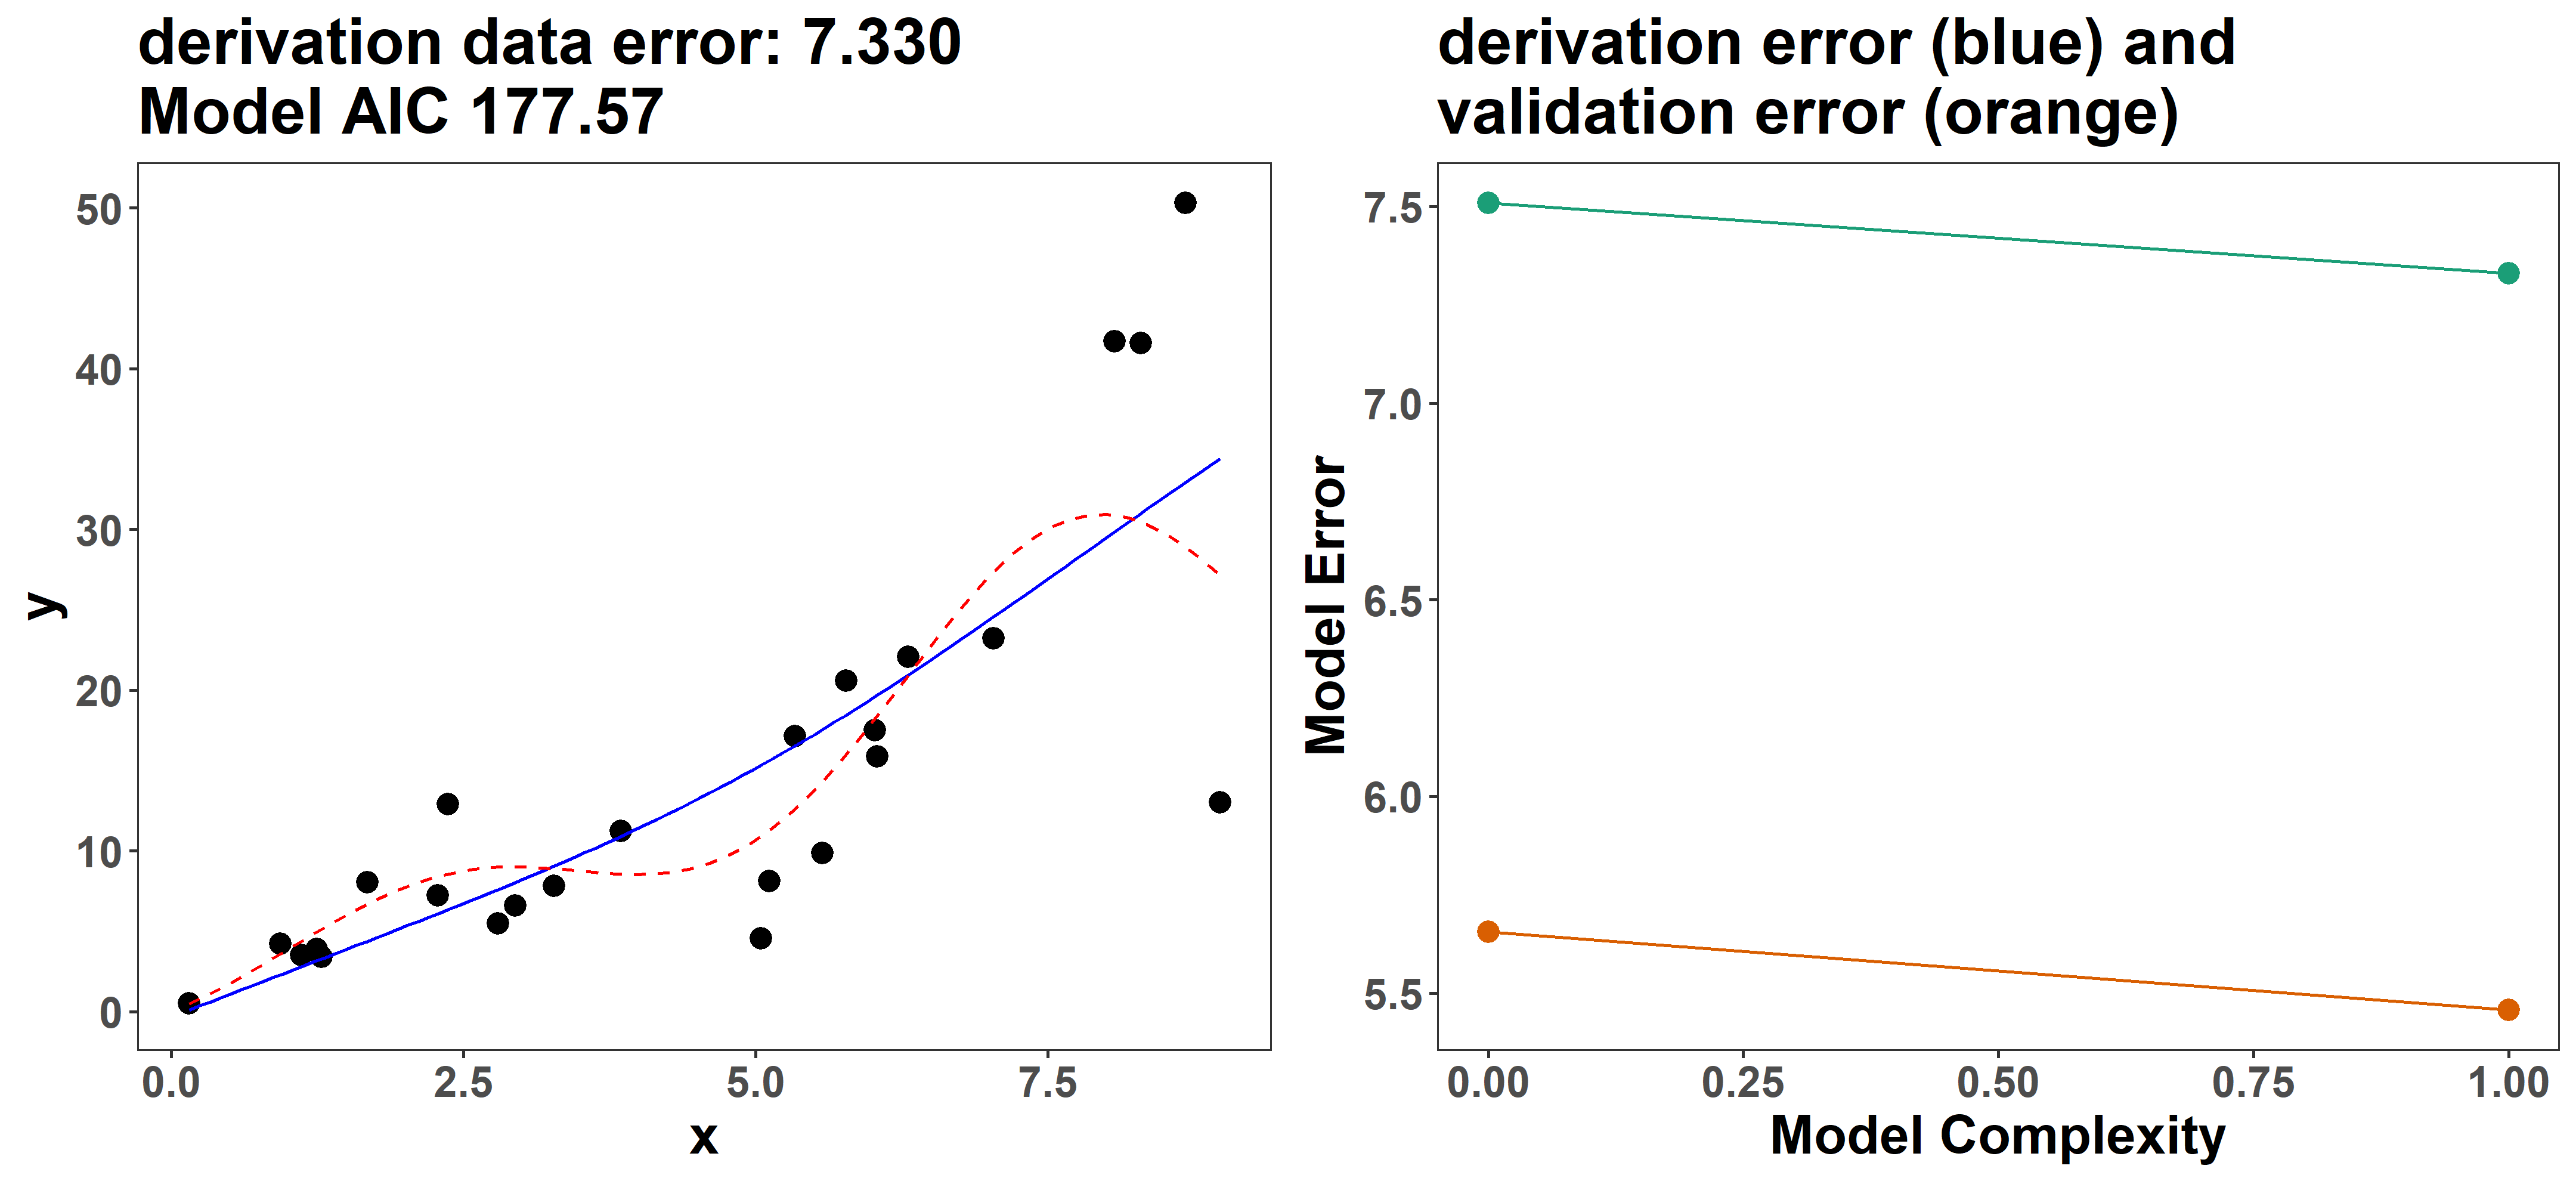 derivation data error: 7.330
Model AIC 177.57
50
40
30
20
10
0
y
0.0
2.5
5.0
7.5
x
derivation error (blue) and
validation error (orange)
7.5
7.0
6.5
6.0
5.5
Model Error
0.00
0.25
0.50
0.75
1.00
Model Complexity